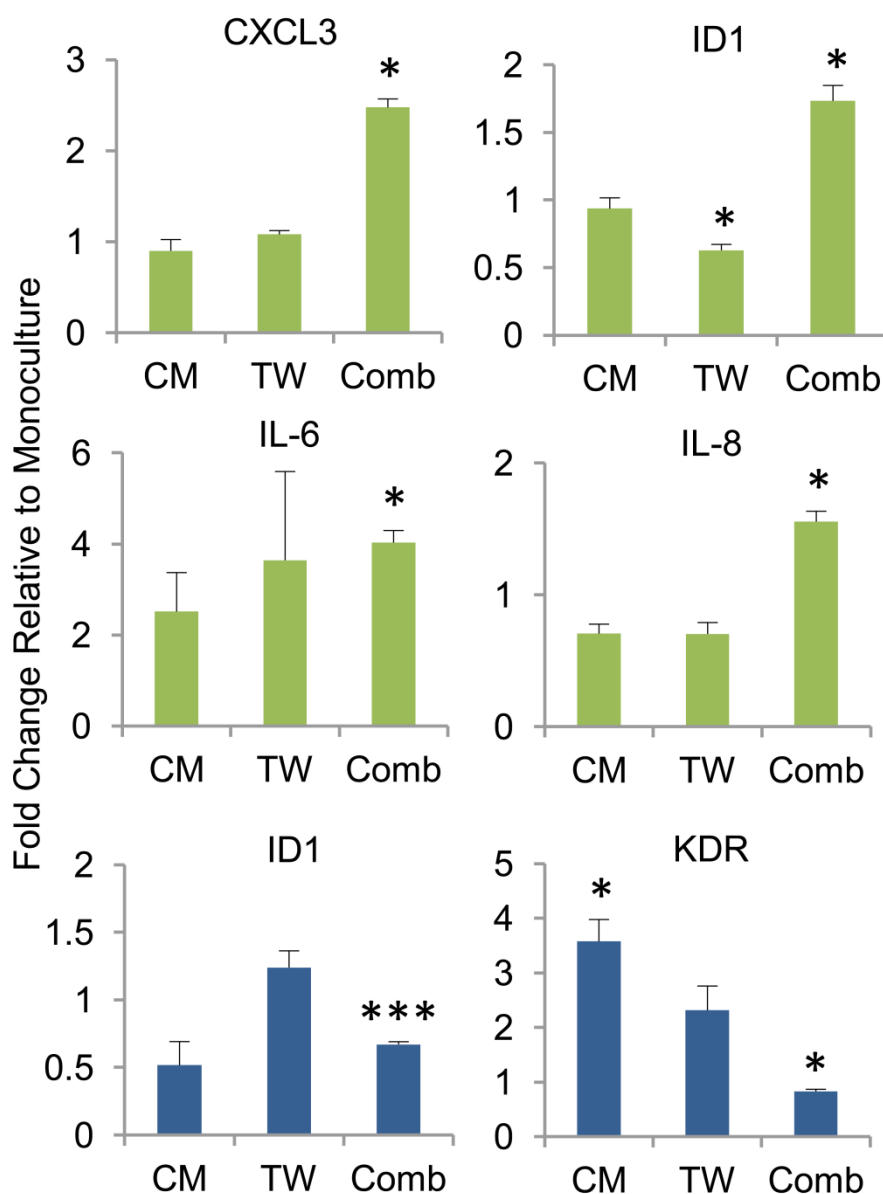 Fold Change Relative to Monoculture
CXCL3
3
2
1
0
*
CM TW Comb
ID1
2
1.5
1
0.5
0
*
*
CM TW Comb
IL-6
6
4
2
0
*
CM TW Comb
IL-8
2
1
0
*
CM TW Comb
ID1
2
1.5
1
0.5
0
***
CM TW Comb
KDR
5
4
3
2
1
0
*
*
CM TW Comb